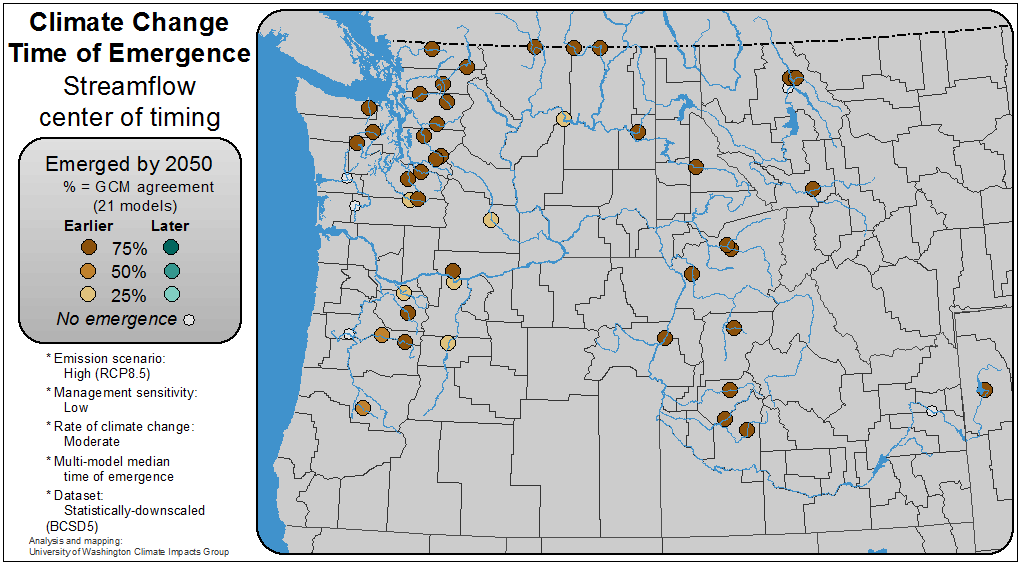 Climate Change
Time of Emergence
Streamflow
center of timing
Emerged by 2050
% = GCM agreement
(21 models)
Earlier Later
75%
50%
25%
No emergence
* Emission scenario:
High (RCP8.5)
* Management sensitivity:
Low
* Rate of climate change:
Moderate
* Multi-model median
time of emergence
* Dataset:
Statistically-downscaled
(BCSD5)
Analysis and mapping:
University of Washington Climate Impacts Group